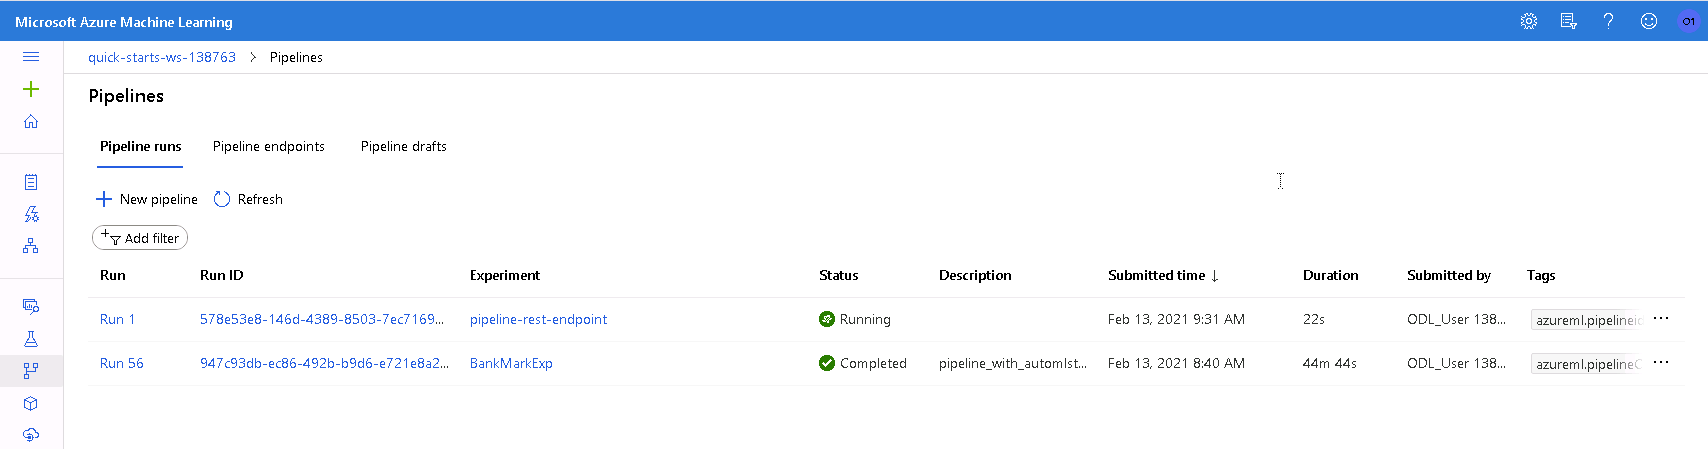 Microsoft Azure Machine Learning
O1
quick-starts-ws-138763 > Pipelines
Pipelines
Pipeline runs Pipeline endpoints Pipeline drafts
New pipeline Refresh
Add filter
Run Run ID Experiment Status Description Submitted time ↓ Duration Submitted by Tags
Run 1 578e53e8-146d-4389-8503-7ec7169... pipeline-rest-endpoint Running Feb 13, 2021 9:31 AM 22s ODL_User 138... azureml.pipelineid ...
Run 56 947c93db-ec86-492b-b9d6-e721e8a2... BankMarkExp Completed pipeline_with_automlst... Feb 13, 2021 8:40 AM 44m 44s ODL_User 138... azureml.pipelineC ...